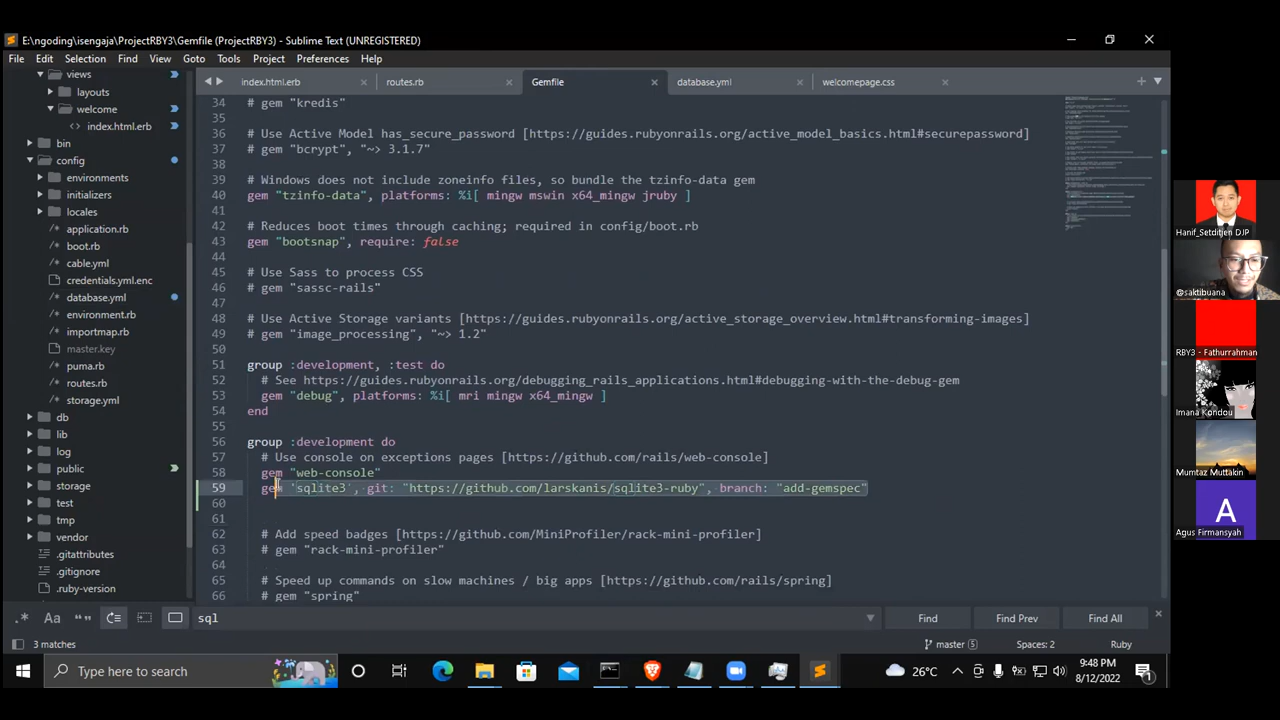 E:\ngoding\isengaja\ProjectRBY3\Gemfile (ProjectRBY3) - Sublime Text (UNREGISTERED)
File Edit Selection Find View Goto Tools Project Preferences Help
views
layouts
welcome
index.html.erb
bin
config
environments
initializers
locales
application.rb
boot.rb
cable.yml
credentials.yml.enc
database.yml
environment.rb
importmap.rb
master.key
puma.rb
routes.rb
storage.yml
db
lib
log
public
storage
test
tmp
vendor
.gitattributes
.gitignore
.ruby-version
index.html.erb routes.rb Gemfile database.yml welcomepage.css
34 # gem "kredis"
35
36 # Use Active Model has_secure_password [https://guides.rubyonrails.org/active_model_basics.html#securepassword]
37 # gem "bcrypt", "~> 3.1.7"
38
39 # Windows does not include zoneinfo files, so bundle the tzinfo-data gem
40 gem "tzinfo-data", platforms: %i[ mingw mswin x64_mingw jruby ]
41
42 # Reduces boot times through caching; required in config/boot.rb
43 gem "bootsnap", require: false
44
45 # Use Sass to process CSS
46 # gem "sassc-rails"
47
48 # Use Active Storage variants [https://guides.rubyonrails.org/active_storage_overview.html#transforming-images]
49 # gem "image_processing", "~> 1.2"
50
51 group :development, :test do
52 # See https://guides.rubyonrails.org/debugging_rails_applications.html#debugging-with-the-debug-gem
53 gem "debug", platforms: %i[ mri mingw x64_mingw ]
54 end
55
56 group :development do
57 # Use console on exceptions pages [https://github.com/rails/web-console]
58 gem "web-console"
59 gem 'sqlite3', git: "https://github.com/larskanis/sqlite3-ruby", branch: "add-gemspec"
60
61
62 # Add speed badges [https://github.com/MiniProfiler/rack-mini-profiler]
63 # gem "rack-mini-profiler"
64
65 # Speed up commands on slow machines / big apps [https://github.com/rails/spring]
66 # gem "spring"
.* Aa “” sql Find Find Prev Find All
3 matches master 5 Spaces: 2 Ruby
Type here to search
26°C
9:48 PM
8/12/2022
1
Hanif_Setditjen DJP
@saktibuana
RBY3 - Fathurrahman
Imana Kondou
Mumtaz Muttakin
A
Agus Firmansyah